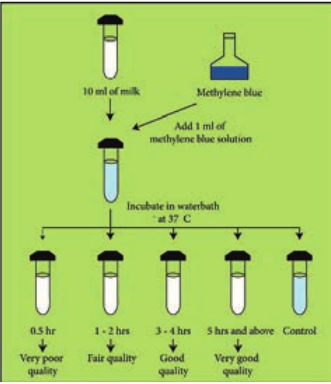 10 ml of milk
Methylene blue
Add 1 ml of
methylene blue solution
Incubate in waterbath
at 37 C
0.5 hr
1 - 2 hrs
3 - 4 hrs
5 hrs and above
Control
Very poor
quality
Fair quality
Good
quality
Very good
quality